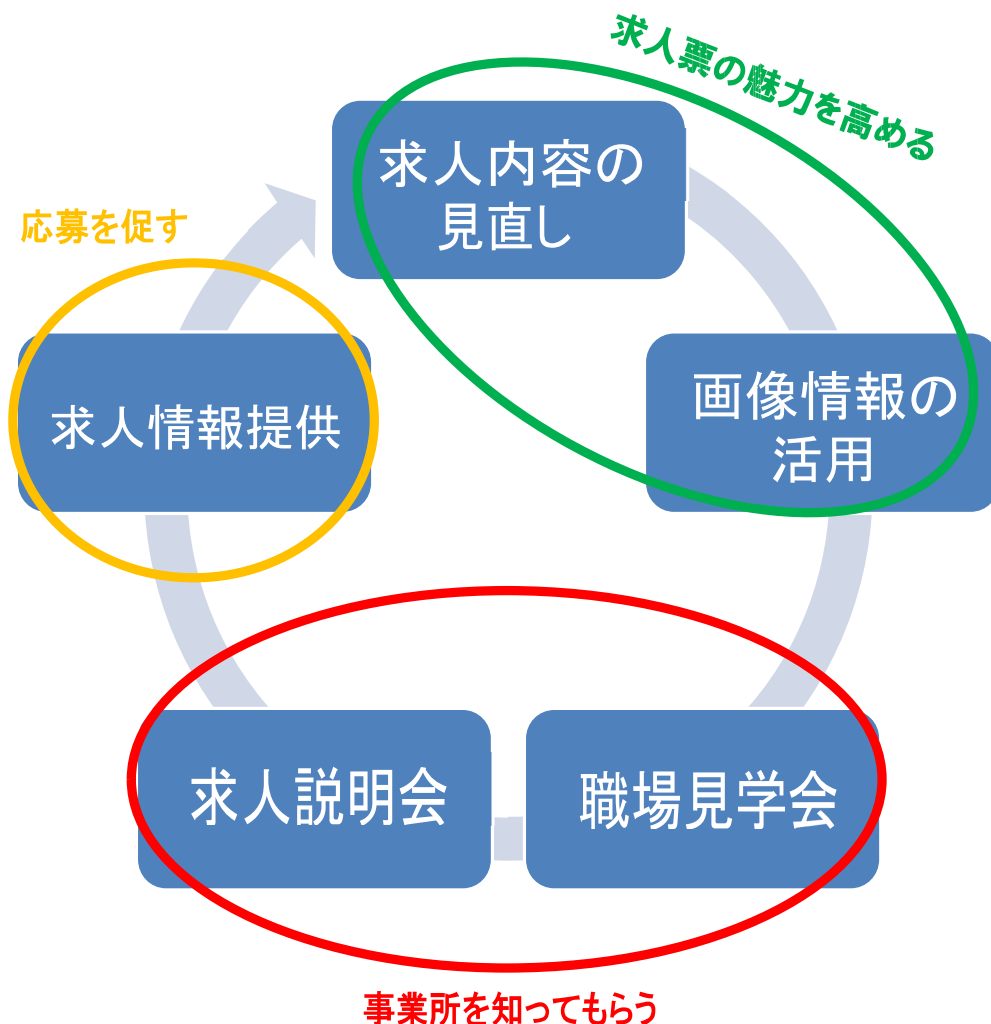 求人票の魅力を高める
求人内容の
見直し
応募を促す
画像情報の
活用
求人情報提供
求人説明会
職場見学会
事業所を知ってもらう